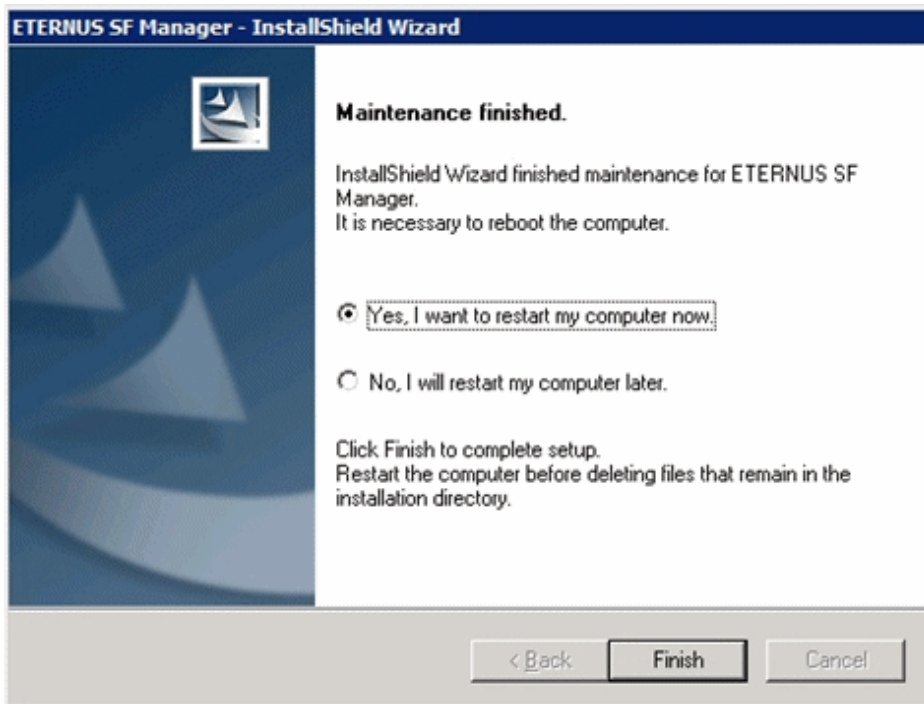 ETERNUS SF Manager - InstallShield Wizard
Maintenance finished.
InstallShield Wizard finished maintenance for ETERNUS SF
Manager.
It is necessary to reboot the computer.
Yes, I want to restart my computer now.
No, I will restart my computer later.
Click Finish to complete setup.
Restart the computer before deleting files that remain in the
installation directory.
< Back
Finish
Cancel